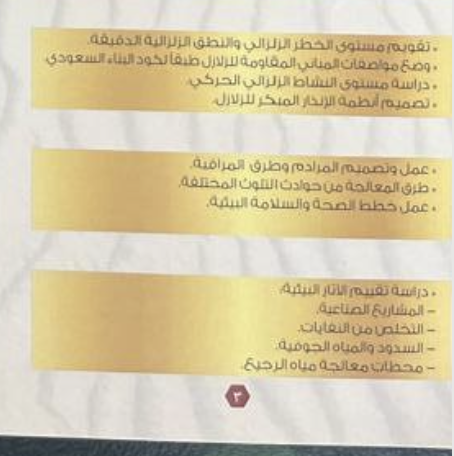 • تقويم مستوى الخطر الزلزالي والنطق الزلزالية الدقيقة.
• وضع مواصفات المباني المقاومة للزلازل طبقاً لكود البناء السعودي.
• دراسة مستوى النشاط الزلزالي الحركي.
• تصميم أنظمة الإنذار المبكر للزلازل.
• عمل وتصميم المرادم وطرق المراقبة.
• طرق المعالجة من حوادث التلوث المختلفة.
• عمل خطط الصحة والسلامة البيئية.
• دراسة تقييم الآثار البيئية:
– المشاريع الصناعية.
– التخلص من النفايات.
– السدود والمياه الجوفية.
– محطات معالجة مياه الرجيع.
٣